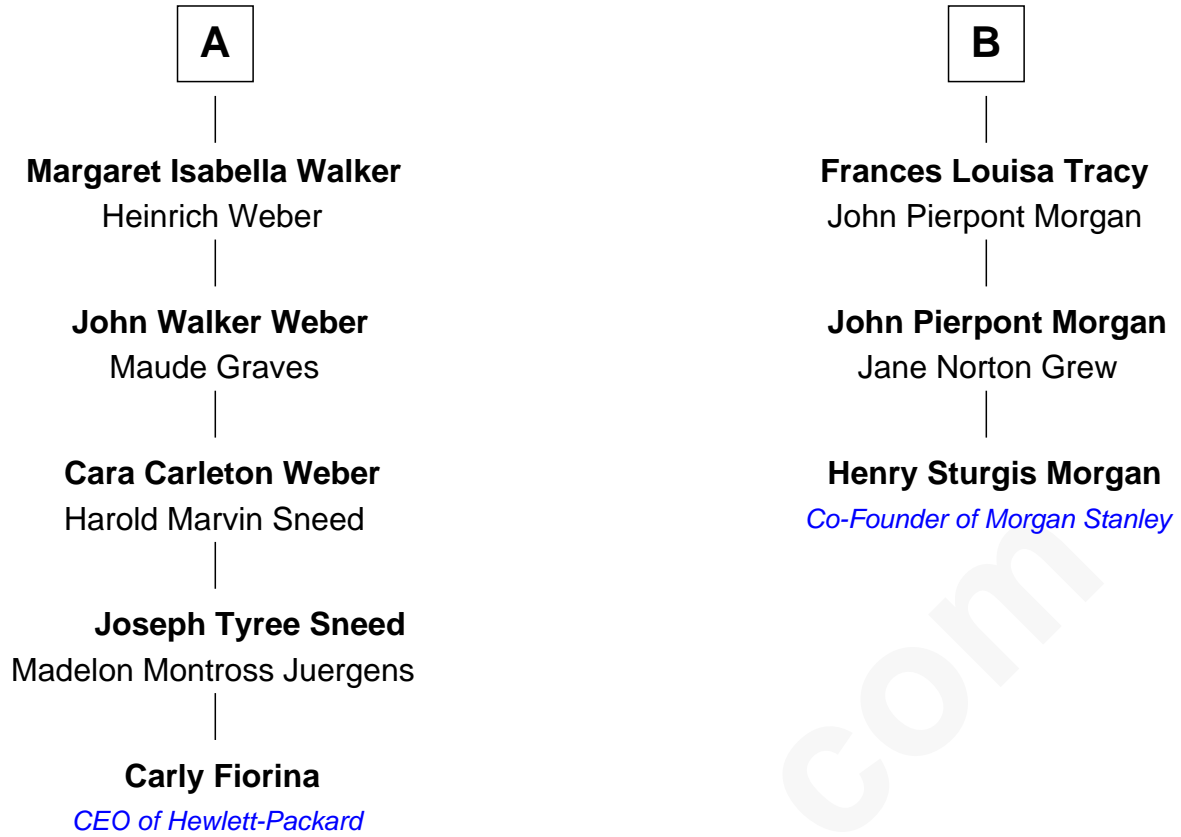 A
Margaret Isabella Walker
Heinrich Weber
John Walker Weber
Maude Graves
Cara Carleton Weber
Harold Marvin Sneed
Joseph Tyree Sneed
Madelon Montross Juergens
Carly Fiorina
CEO of Hewlett-Packard
B
Frances Louisa Tracy
John Pierpont Morgan
John Pierpont Morgan
Jane Norton Grew
Henry Sturgis Morgan
Co-Founder of Morgan Stanley
com